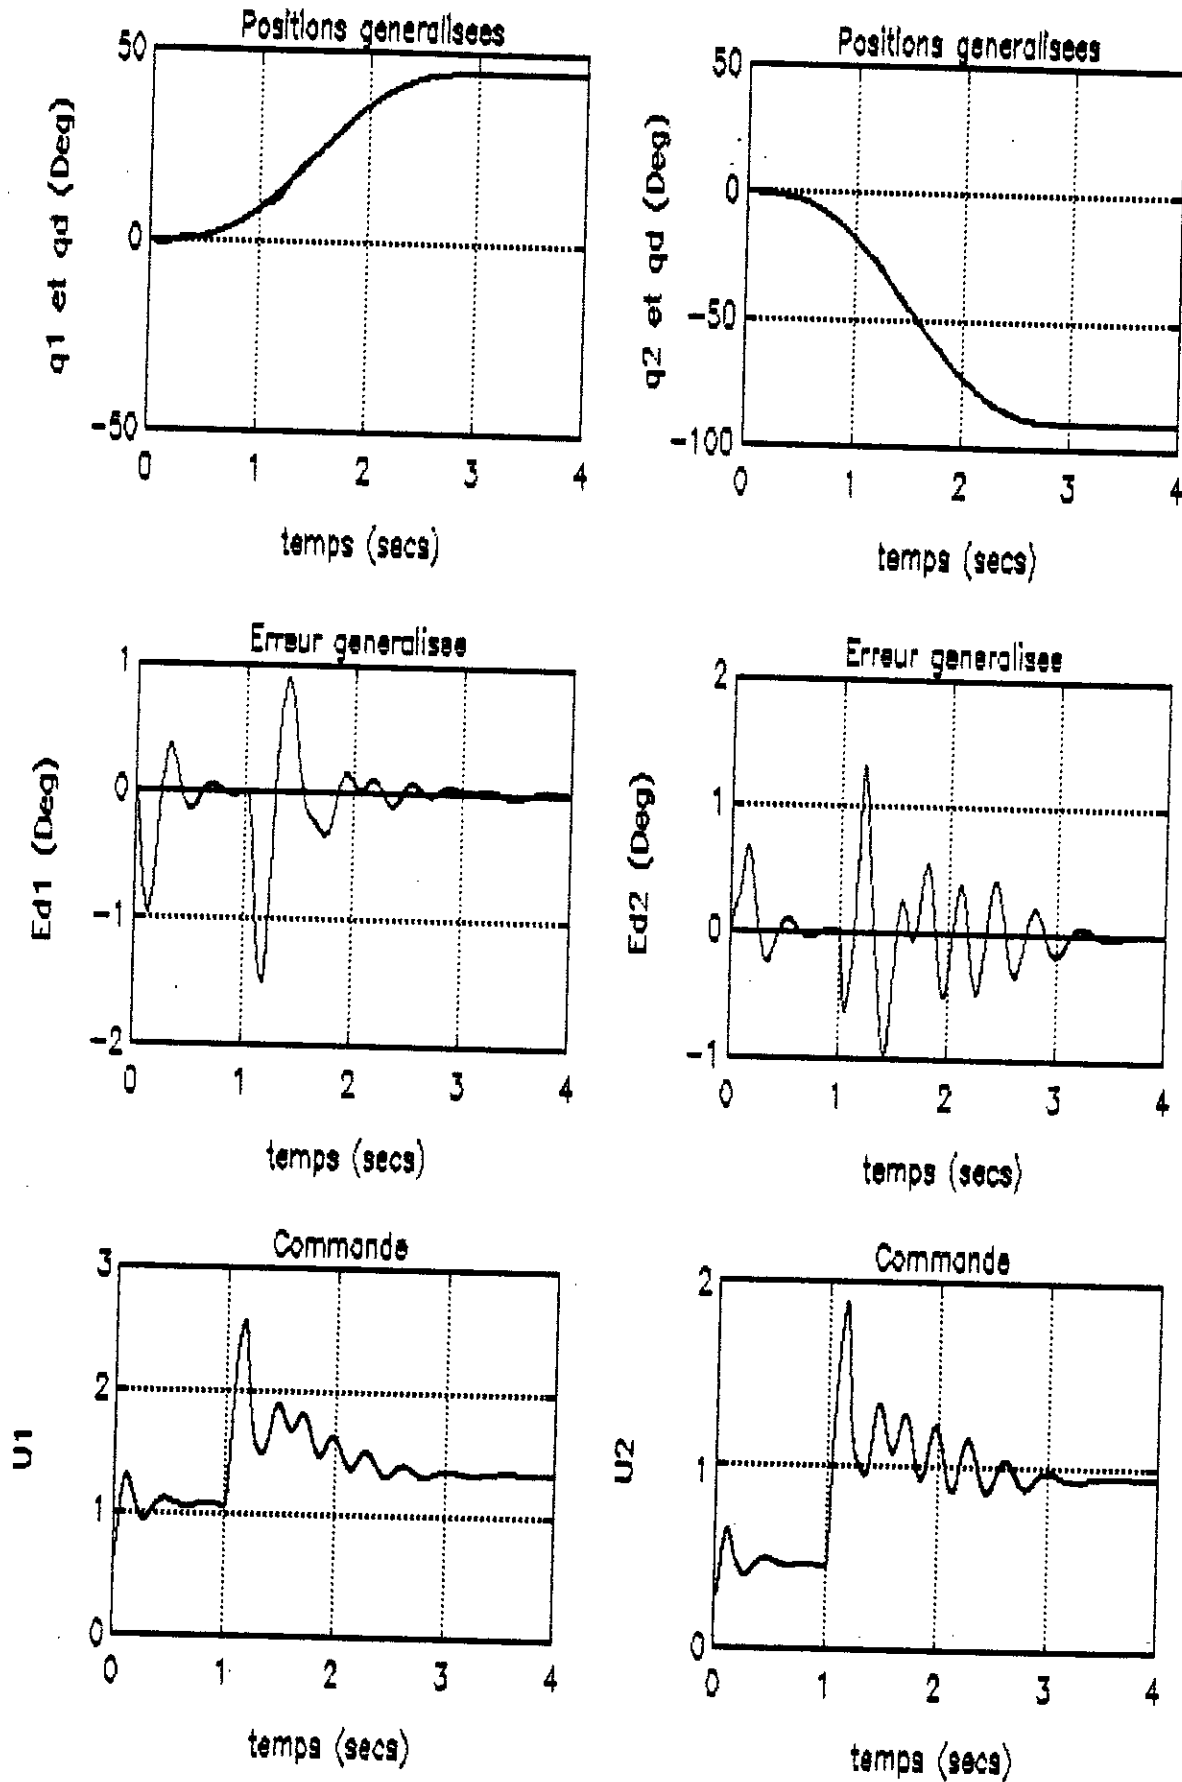 Positions generalisees
50
0
-50
q1 et qd (Deg)
0 1 2 3 4
temps (secs)
Positions generalisees
50
0
-50
-100
q2 et qd (Deg)
0 1 2 3 4
temps (secs)
Erreur generalisee
1
0
-1
-2
Ed1 (Deg)
0 1 2 3 4
temps (secs)
Erreur generalisee
2
1
0
-1
Ed2 (Deg)
0 1 2 3 4
temps (secs)
Commande
3
2
1
0
U1
0 1 2 3 4
temps (secs)
Commande
2
1
0
U2
0 1 2 3 4
temps (secs)